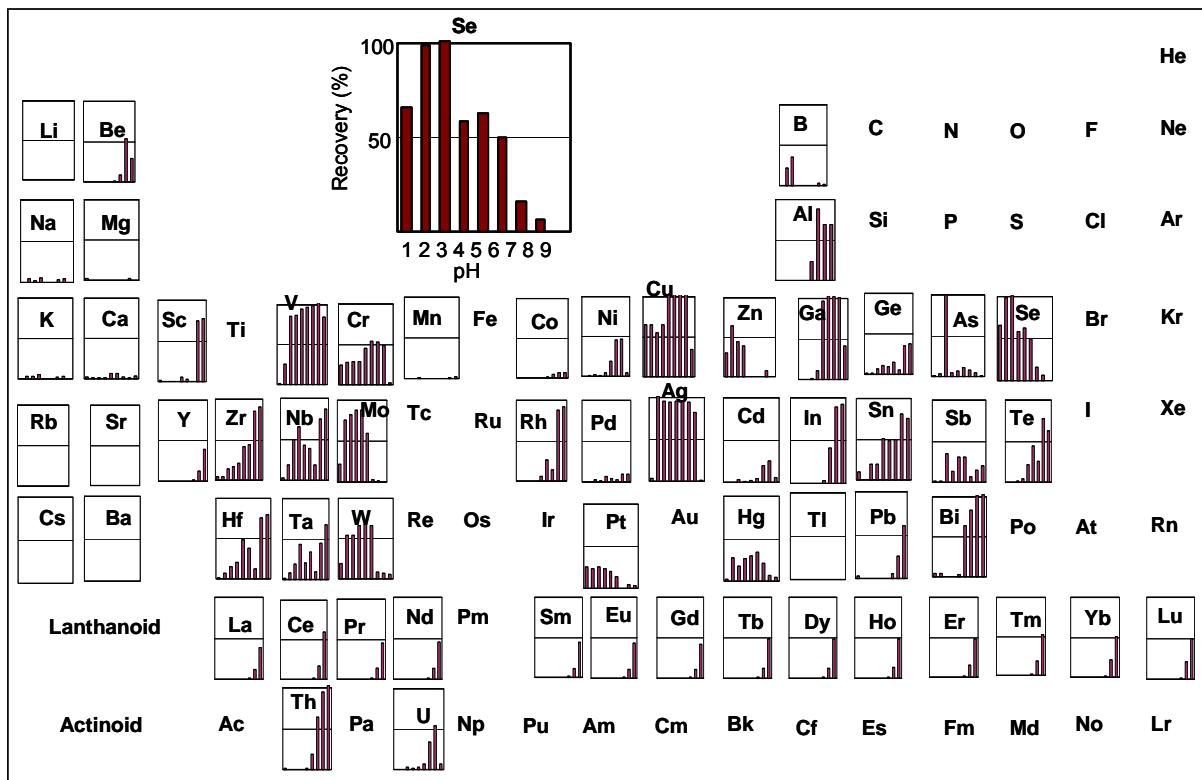 Se
100
50
Recovery (%)
1 2 3 4 5 6 7 8 9
pH
He
Li Be B C N O F Ne
Na Mg Al Si P S Cl Ar
K Ca Sc Ti V Cr Mn Fe Co Ni Cu Zn Ga Ge As Se Br Kr
Rb Sr Y Zr Nb Mo Tc Ru Rh Pd Ag Cd In Sn Sb Te I Xe
Cs Ba Hf Ta W Re Os Ir Pt Au Hg Tl Pb Bi Po At Rn
Lanthanoid La Ce Pr Nd Pm Sm Eu Gd Tb Dy Ho Er Tm Yb Lu
Actinoid Ac Th Pa U Np Pu Am Cm Bk Cf Es Fm Md No Lr